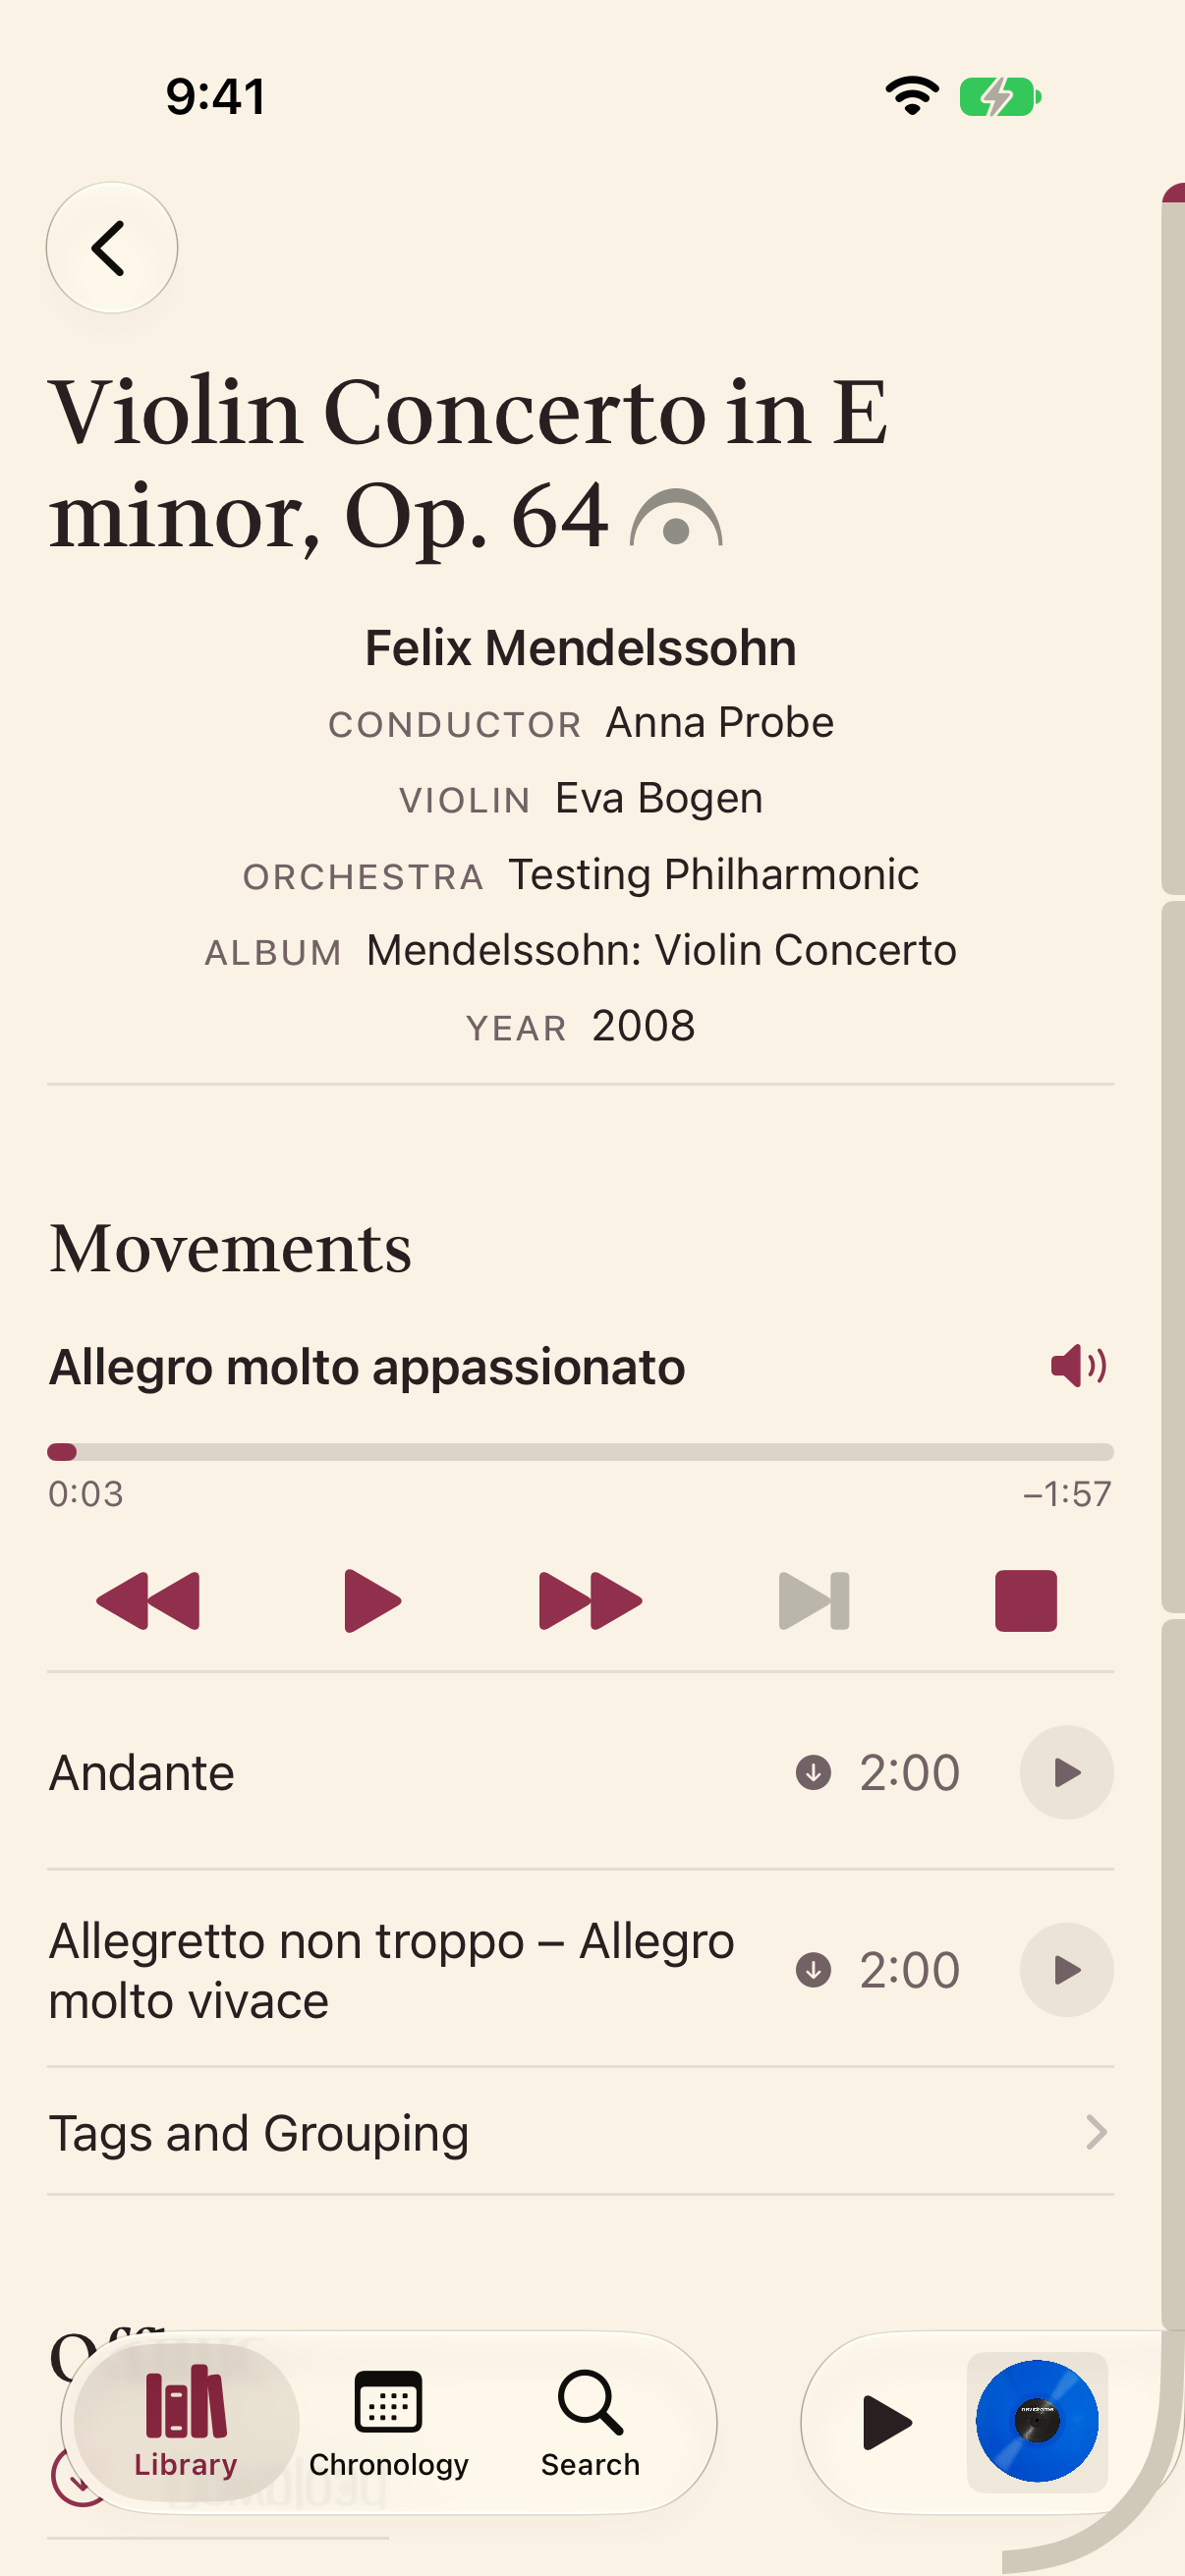 9:41
Violin Concerto in E
minor, Op. 64
Felix Mendelssohn
CONDUCTOR Anna Probe
VIOLIN Eva Bogen
ORCHESTRA Testing Philharmonic
ALBUM Mendelssohn: Violin Concerto
YEAR 2008
Movements
Allegro molto appassionato
0:03 –1:57
Andante 2:00
Allegretto non troppo – Allegro
molto vivace 2:00
Tags and Grouping
Library Chronology Search